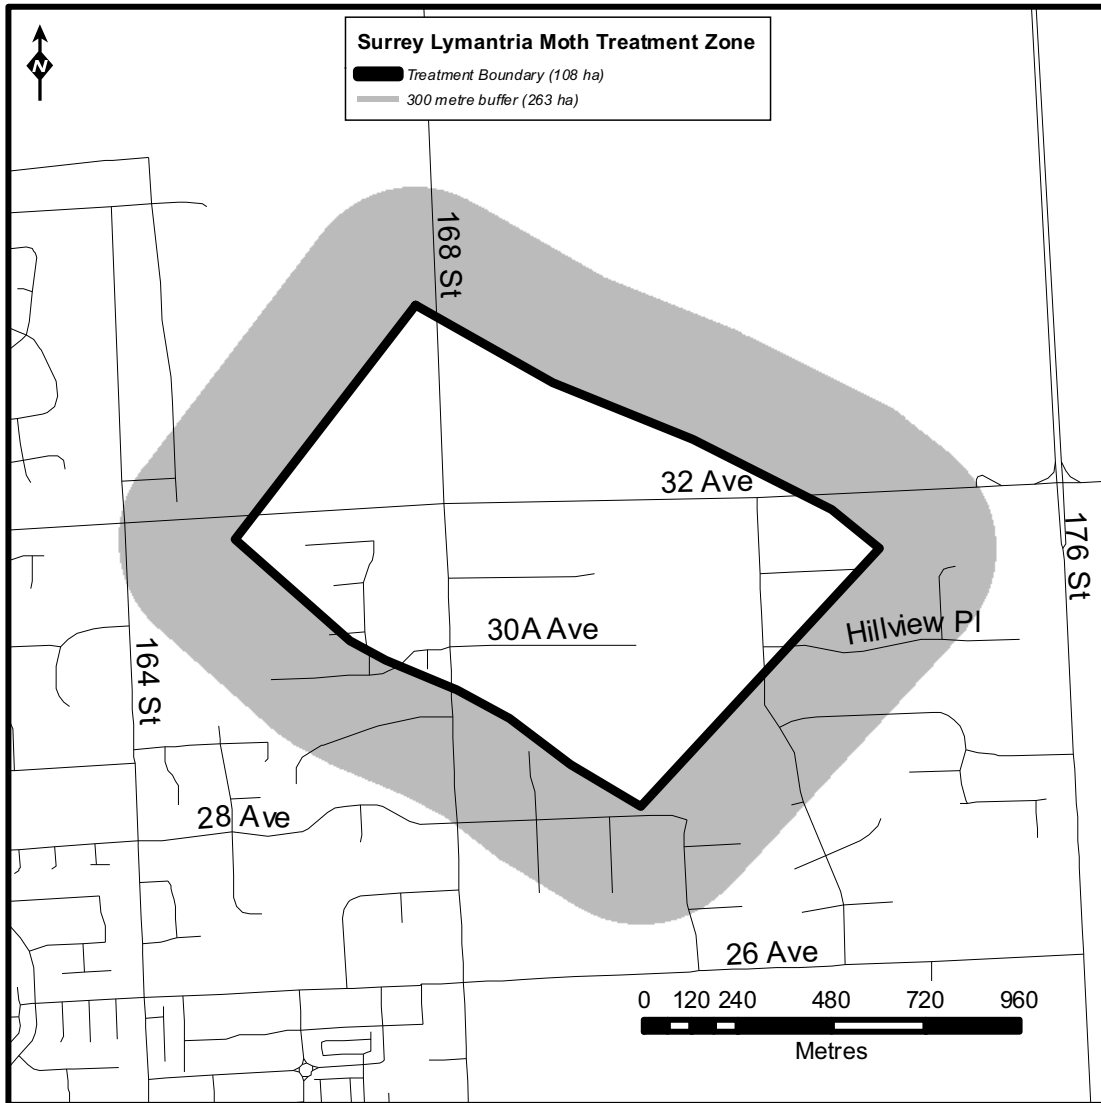 Surrey Lymantria Moth Treatment Zone
Treatment Boundary (108 ha)
300 metre buffer (263 ha)
N
168 St
32 Ave
176 St
30A Ave
Hillview Pl
164 St
28 Ave
26 Ave
0 120 240 480 720 960
Metres